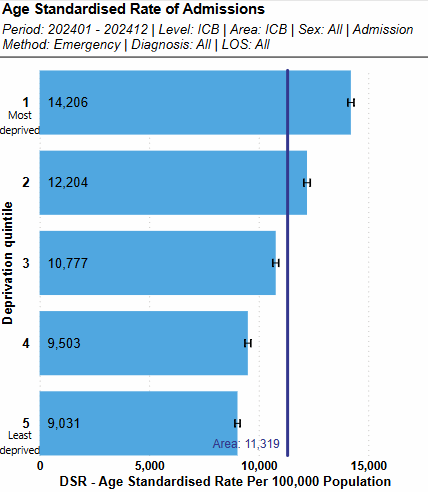 Age Standardised Rate of Admissions
Period: 202401 - 202412 | Level: ICB | Area: ICB | Sex: All | Admission
Method: Emergency | Diagnosis: All | LOS: All
Deprivation quintile
1
Most
deprived
14,206
2
12,204
3
10,777
4
9,503
5
Least
deprived
9,031
Area: 11,319
0
5,000
10,000
15,000
DSR - Age Standardised Rate Per 100,000 Population